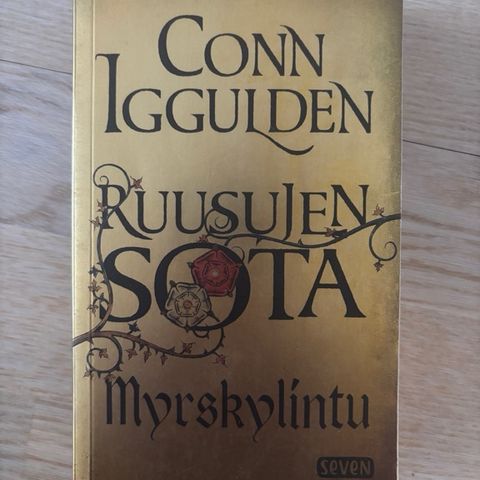 CONN
IGGULDEN
RUUSUJEN
SOTA
Myrskylintu
SEVEN